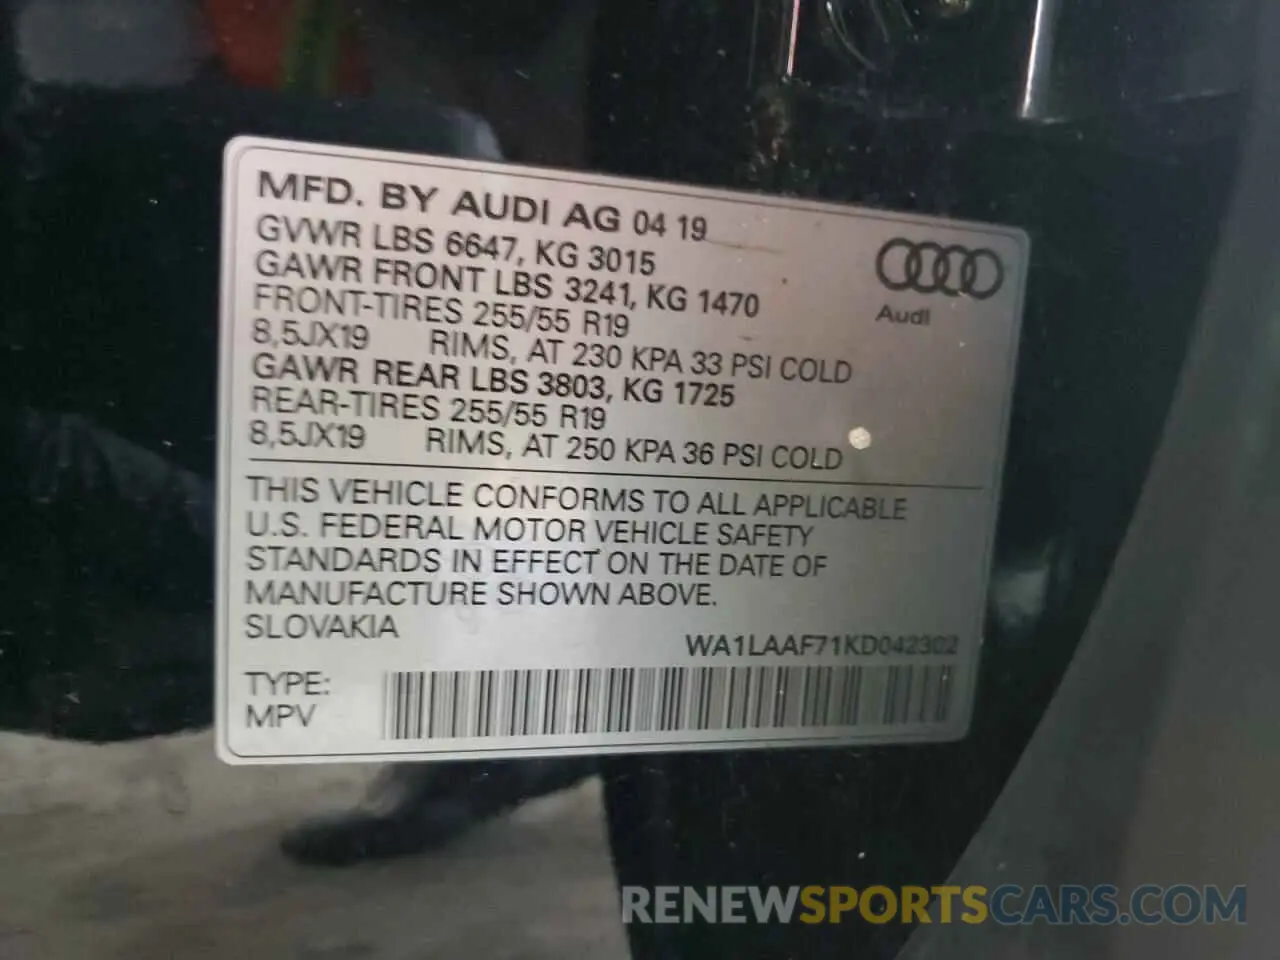 MFD. BY AUDI AG 04 19
GVWR LBS 6647, KG 3015
GAWR FRONT LBS 3241, KG 1470
FRONT-TIRES 255/55 R19
8,5JX19 RIMS, AT 230 KPA 33 PSI COLD
GAWR REAR LBS 3803, KG 1725
REAR-TIRES 255/55 R19
8,5JX19 RIMS, AT 250 KPA 36 PSI COLD
Audi
THIS VEHICLE CONFORMS TO ALL APPLICABLE
U.S. FEDERAL MOTOR VEHICLE SAFETY
STANDARDS IN EFFECT ON THE DATE OF
MANUFACTURE SHOWN ABOVE.
SLOVAKIA
WA1LAAF71KD042302
TYPE:
MPV
RENEWSPORTSCARS.COM